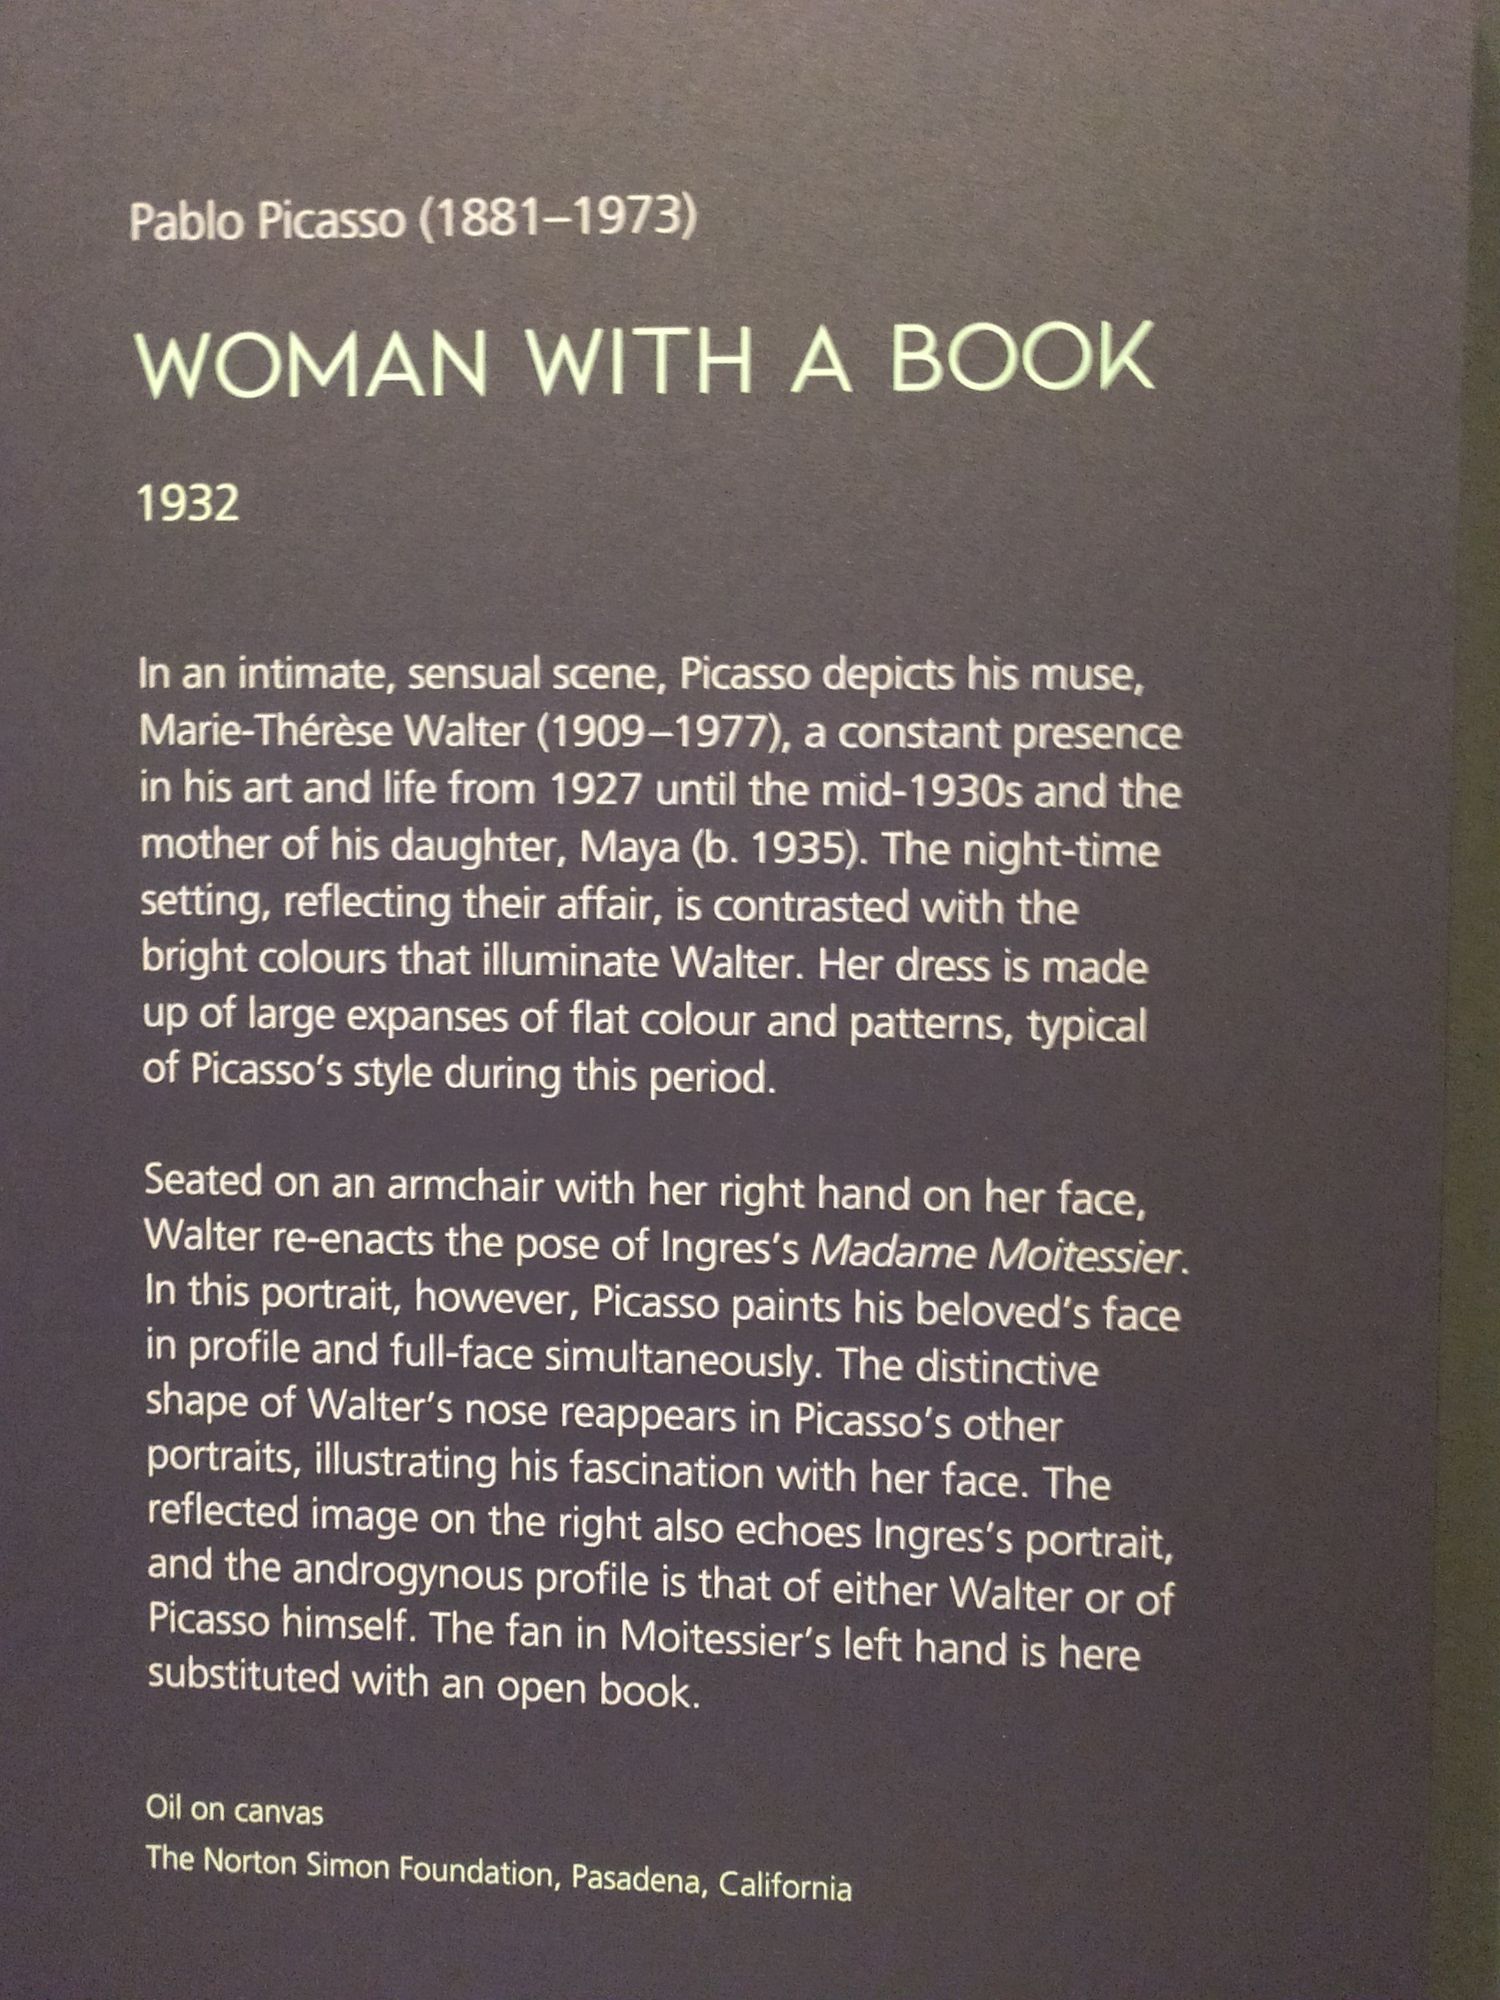 Pablo Picasso (1881–1973)
WOMAN WITH A BOOK
1932
In an intimate, sensual scene, Picasso depicts his muse,
Marie-Thérèse Walter (1909–1977), a constant presence
in his art and life from 1927 until the mid-1930s and the
mother of his daughter, Maya (b. 1935). The night-time
setting, reflecting their affair, is contrasted with the
bright colours that illuminate Walter. Her dress is made
up of large expanses of flat colour and patterns, typical
of Picasso’s style during this period.
Seated on an armchair with her right hand on her face,
Walter re-enacts the pose of Ingres’s Madame Moitessier.
In this portrait, however, Picasso paints his beloved’s face
in profile and full-face simultaneously. The distinctive
shape of Walter’s nose reappears in Picasso’s other
portraits, illustrating his fascination with her face. The
reflected image on the right also echoes Ingres’s portrait,
and the androgynous profile is that of either Walter or of
Picasso himself. The fan in Moitessier’s left hand is here
substituted with an open book.
Oil on canvas
The Norton Simon Foundation, Pasadena, California